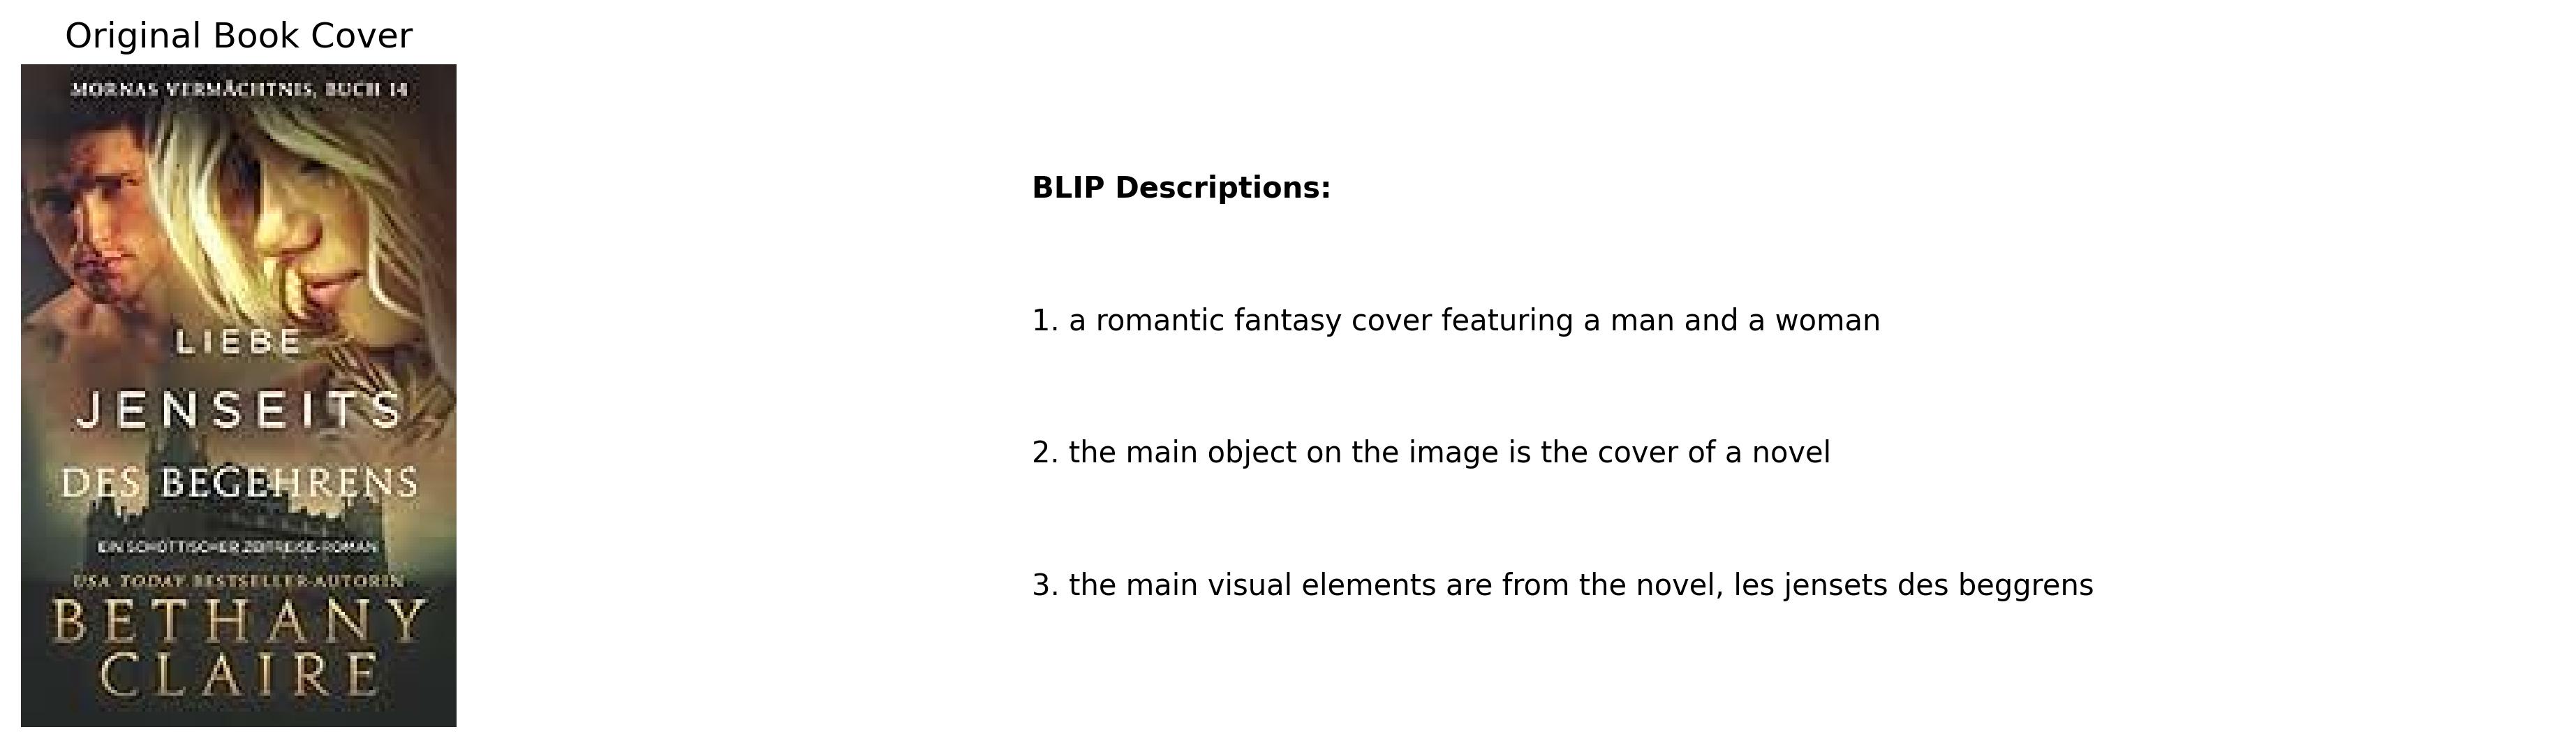 Original Book Cover
MORNAS VERMÄCHTNIS, BUCH 14
LIEBE
JENSEITS
DES BEGEHRENS
EIN SCHOTTISCHER ZEITREISE-ROMAN
USA TODAY BESTSELLER-AUTORIN
BETHANY
CLAIRE
BLIP Descriptions:
1. a romantic fantasy cover featuring a man and a woman
2. the main object on the image is the cover of a novel
3. the main visual elements are from the novel, les jensets des beggrens